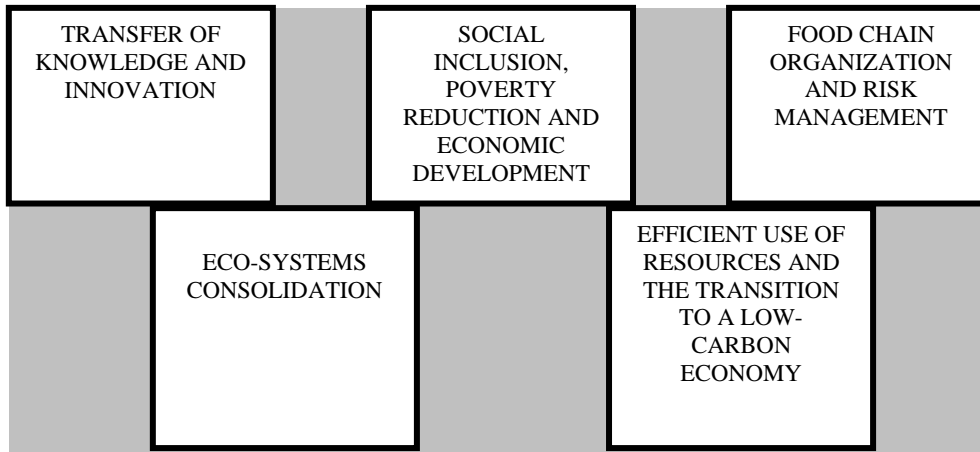 TRANSFER OF
KNOWLEDGE AND
INNOVATION
SOCIAL
INCLUSION,
POVERTY
REDUCTION AND
ECONOMIC
DEVELOPMENT
FOOD CHAIN
ORGANIZATION
AND RISK
MANAGEMENT
ECO-SYSTEMS
CONSOLIDATION
EFFICIENT USE OF
RESOURCES AND
THE TRANSITION
TO A LOW-
CARBON
ECONOMY